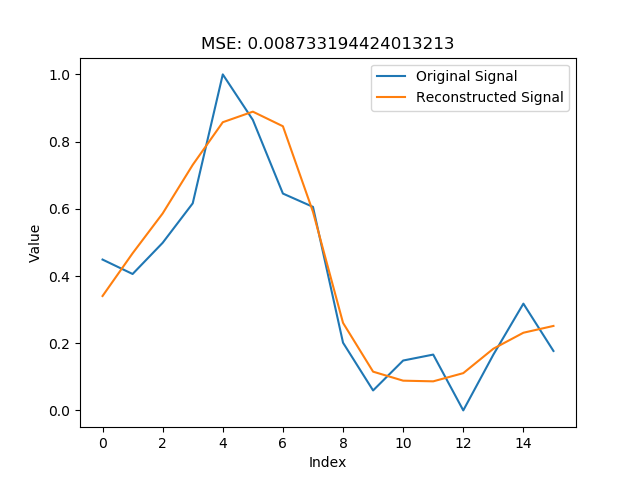 MSE: 0.008733194424013213
Original Signal
Reconstructed Signal
Value
1.0
0.8
0.6
0.4
0.2
0.0
0 2 4 6 8 10 12 14
Index